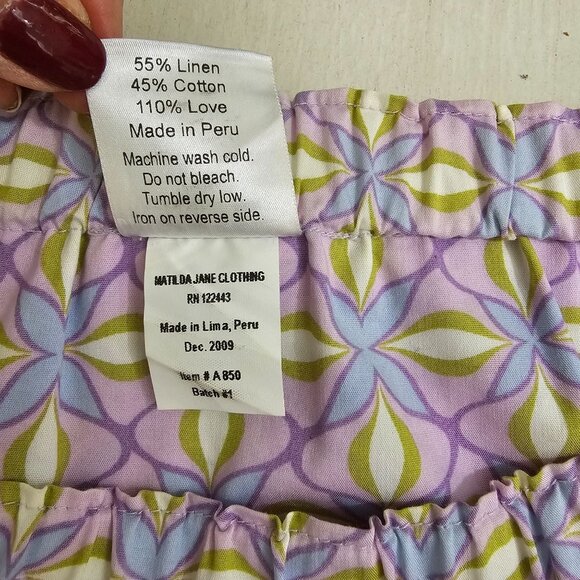 55% Linen
45% Cotton
110% Love
Made in Peru
Machine wash cold.
Do not bleach.
Tumble dry low.
Iron on reverse side.
MATILDA JANE CLOTHING
RN 122443
Made in Lima, Peru
Dec. 2009
Item # A 850
Batch #1